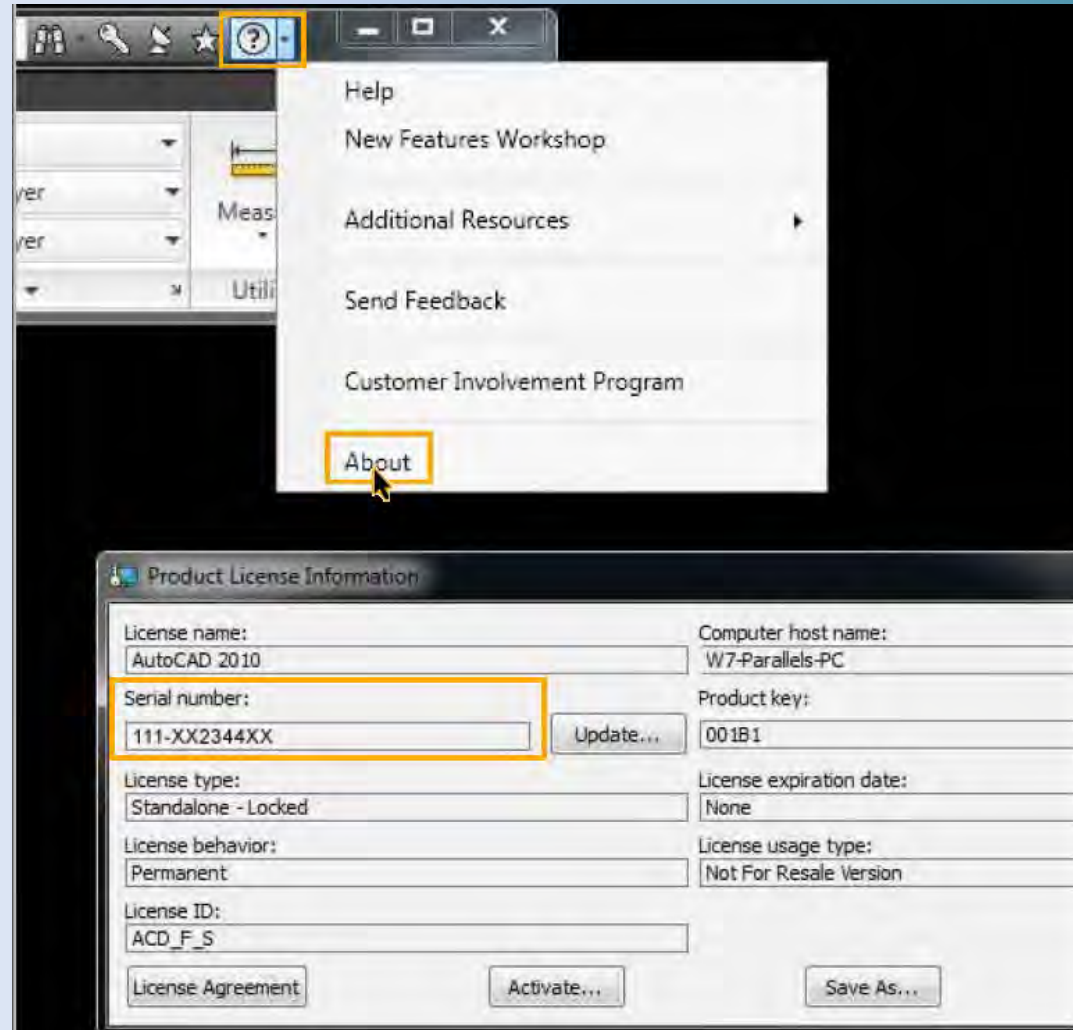 Help
New Features Workshop
yer
Meas
Additional Resources
yer
Utili
Send Feedback
Customer Involvement Program
About
Product License Information
License name:
AutoCAD 2010
Computer host name:
W7-Parallels-PC
Serial number:
111-XX2344XX
Update...
Product key:
001B1
License type:
Standalone - Locked
License expiration date:
None
License behavior:
Permanent
License usage type:
Not For Resale Version
License ID:
ACD_F_S
License Agreement
Activate...
Save As...